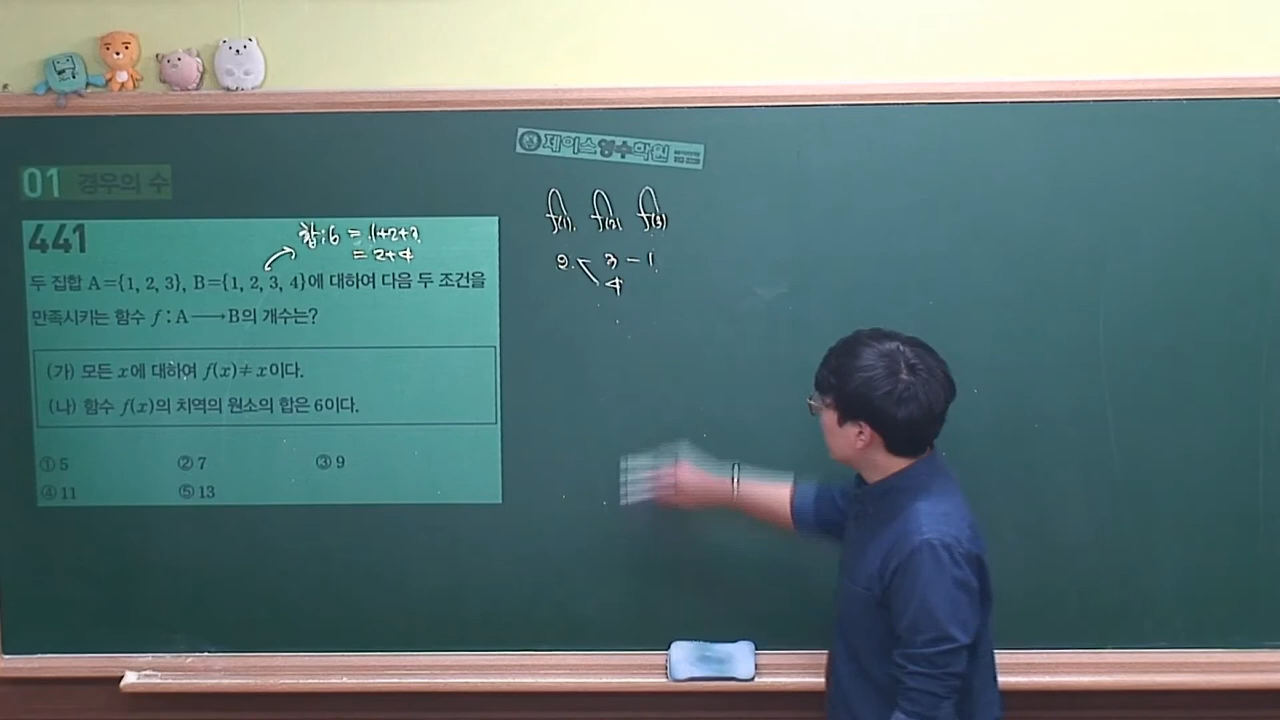 제이스영수학원
01 경우의 수
441
합:6 = 1+2+3
= 2+4
두 집합 A={1, 2, 3}, B={1, 2, 3, 4}에 대하여 다음 두 조건을
만족시키는 함수 f : A ⟶ B의 개수는?
(가) 모든 x에 대하여 f(x)≠x이다.
(나) 함수 f(x)의 치역의 원소의 합은 6이다.
① 5 ② 7 ③ 9
④ 11 ⑤ 13
f(1). f(2) f(3)
2. 3 - 1
4